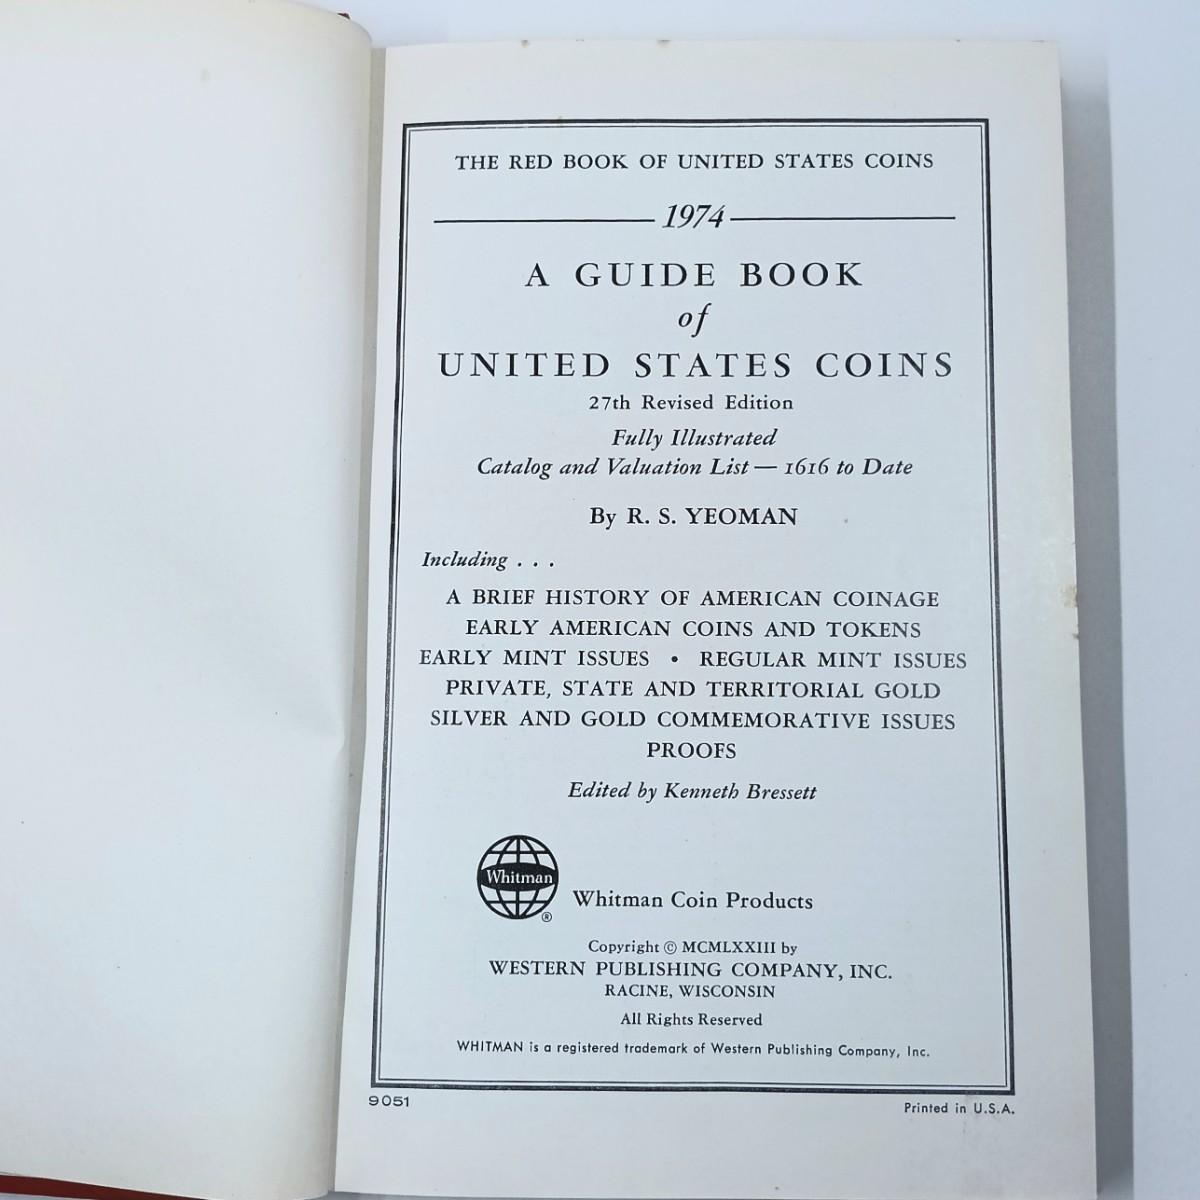 THE RED BOOK OF UNITED STATES COINS
1974
A GUIDE BOOK
of
UNITED STATES COINS
27th Revised Edition
Fully Illustrated
Catalog and Valuation List — 1616 to Date
By R. S. YEOMAN
Including . . .
A BRIEF HISTORY OF AMERICAN COINAGE
EARLY AMERICAN COINS AND TOKENS
EARLY MINT ISSUES • REGULAR MINT ISSUES
PRIVATE, STATE AND TERRITORIAL GOLD
SILVER AND GOLD COMMEMORATIVE ISSUES
PROOFS
Edited by Kenneth Bressett
Whitman
®
Whitman Coin Products
Copyright © MCMLXXIII by
WESTERN PUBLISHING COMPANY, INC.
RACINE, WISCONSIN
All Rights Reserved
WHITMAN is a registered trademark of Western Publishing Company, Inc.
9051
Printed in U.S.A.